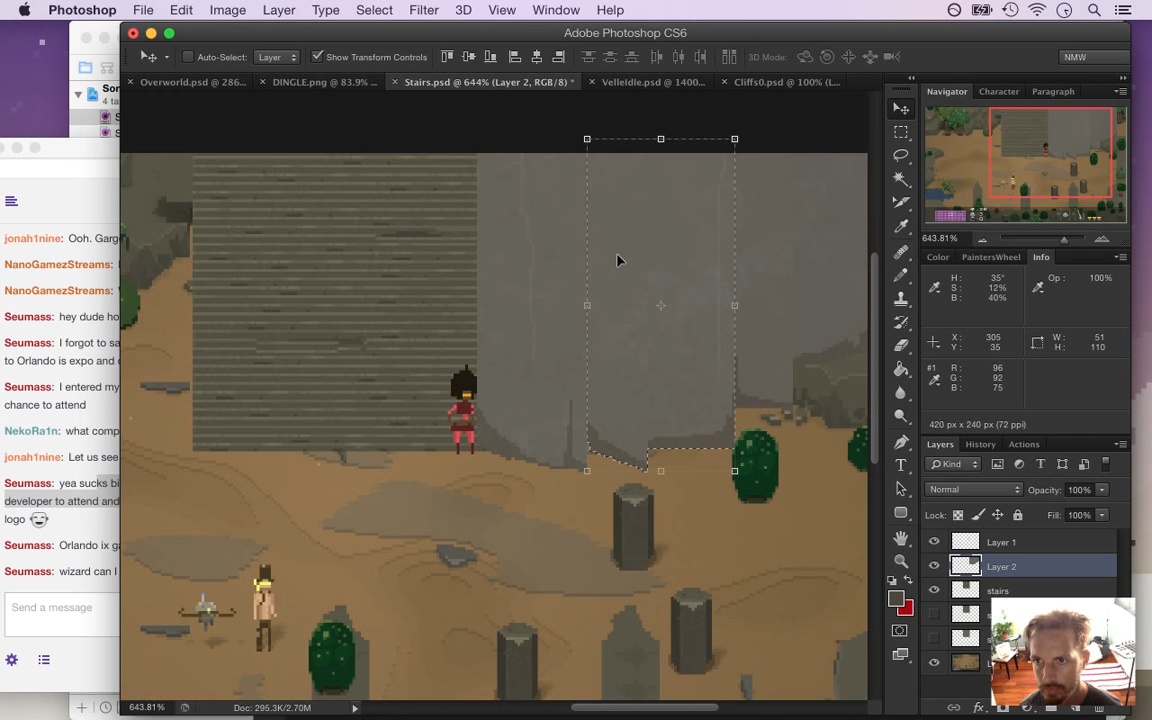 Photoshop File Edit Image Layer Type Select Filter 3D View Window Help
Adobe Photoshop CS6
Auto-Select: Layer Show Transform Controls 3D Mode: NMW
Overworld.psd @ 286... DINGLE.png @ 83.9% ... Stairs.psd @ 644% (Layer 2, RGB/8) * VelleIdle.psd @ 1400... Cliffs0.psd @ 100% (L...
Navigator Character Paragraph
643.81%
Color PaintersWheel Info
H: 35° Op: 100%
S: 12%
B: 40%
X: 305 W: 51
Y: 35 H: 110
#1 R: 96
G: 92
B: 75
420 px x 240 px (72 ppi)
Layers History Actions
Kind
Normal Opacity: 100%
Lock: Fill: 100%
Layer 1
Layer 2
stairs
643.81% Doc: 295.3K/2.70M
Son
4 ta
jonah1nine: Ooh. Garg
NanoGamezStreams:
NanoGamezStreams:
Seumass: hey dude ho
Seumass: I forgot to sa
to Orlando is expo and
Seumass: I entered my
chance to attend
NekoRa1n: what comp
jonah1nine: Let us see
Seumass: yea sucks bi
developer to attend and
logo
Seumass: Orlando ix ga
Seumass: wizard can I
Send a message